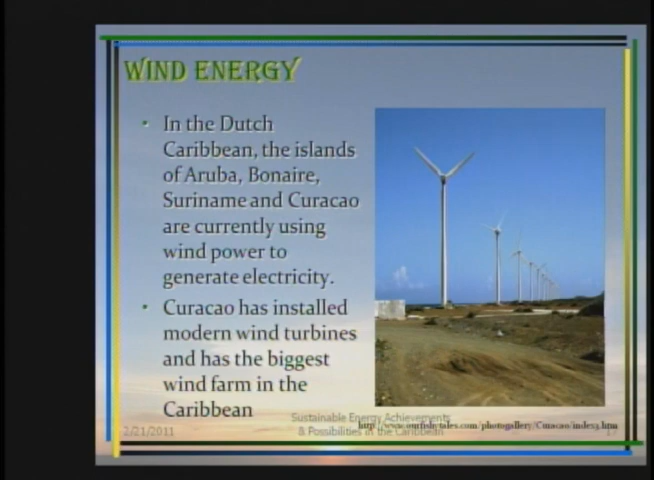 WIND ENERGY
• In the Dutch
Caribbean, the islands
of Aruba, Bonaire,
Suriname and Curacao
are currently using
wind power to
generate electricity.
• Curacao has installed
modern wind turbines
and has the biggest
wind farm in the
Caribbean
Sustainable Energy Achievements
& Possibilities in the Caribbean
2/21/2011